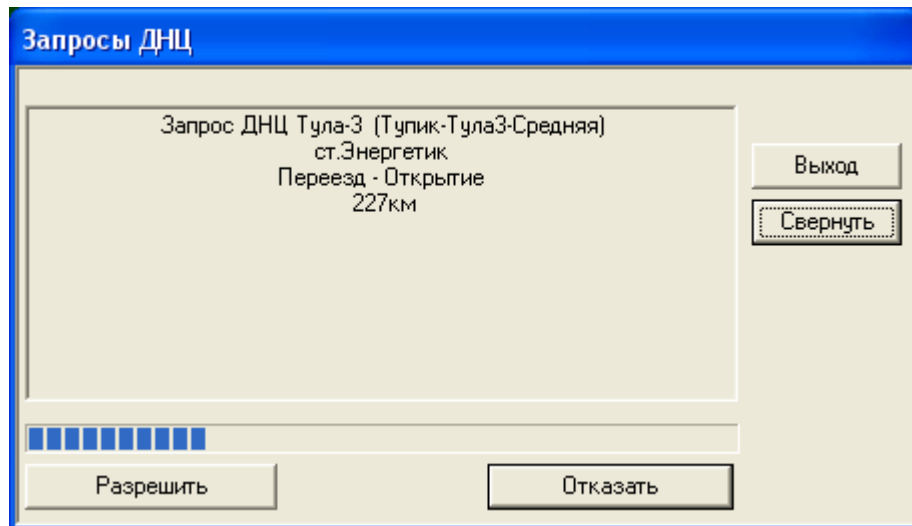 Запросы ДНЦ
Запрос ДНЦ Тула-3 (Тупик-Тула3-Средняя)
ст.Энергетик
Переезд - Открытие
227км
Выход
Свернуть
Разрешить
Отказать